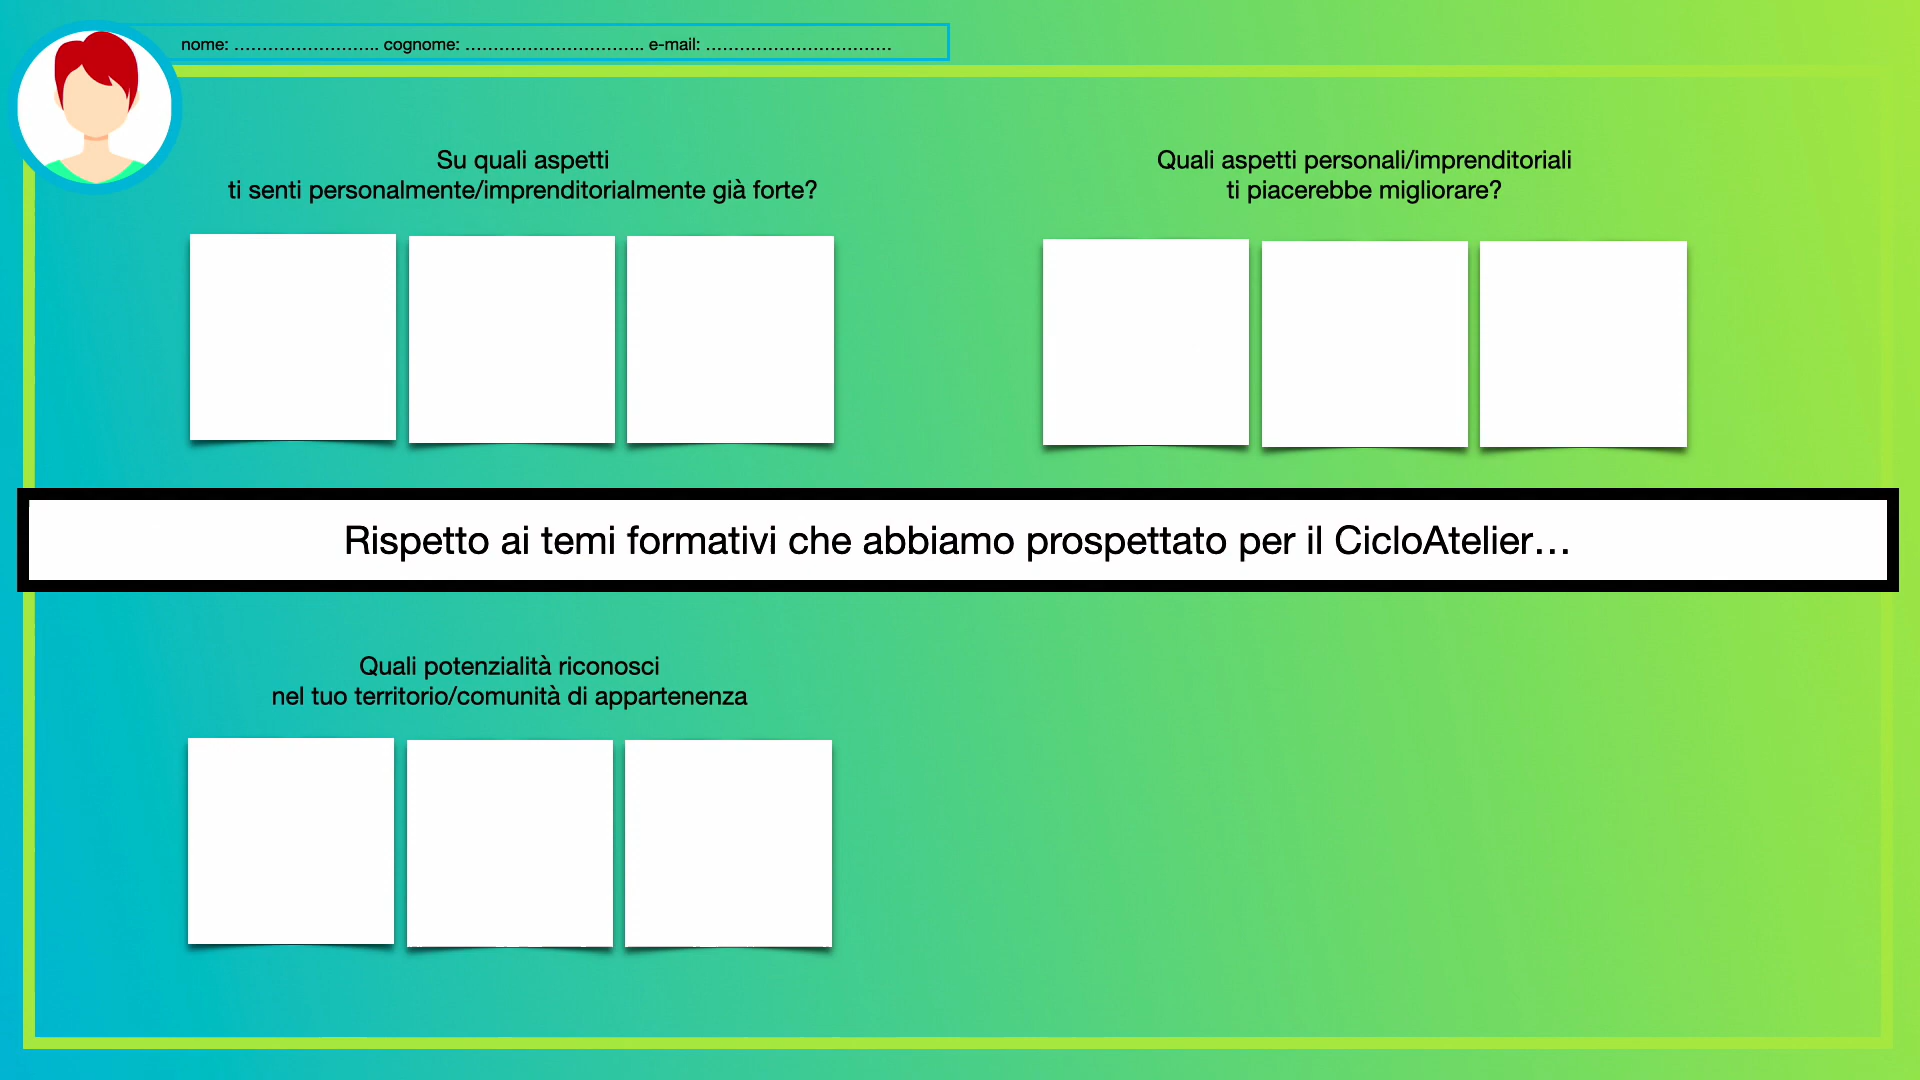 nome: ……………………….. cognome: …………………………….. e-mail: ……………………………
Su quali aspetti
ti senti personalmente/imprenditorialmente già forte?
Quali aspetti personali/imprenditoriali
ti piacerebbe migliorare?
Rispetto ai temi formativi che abbiamo prospettato per il CicloAtelier…
Quali potenzialità riconosci
nel tuo territorio/comunità di appartenenza